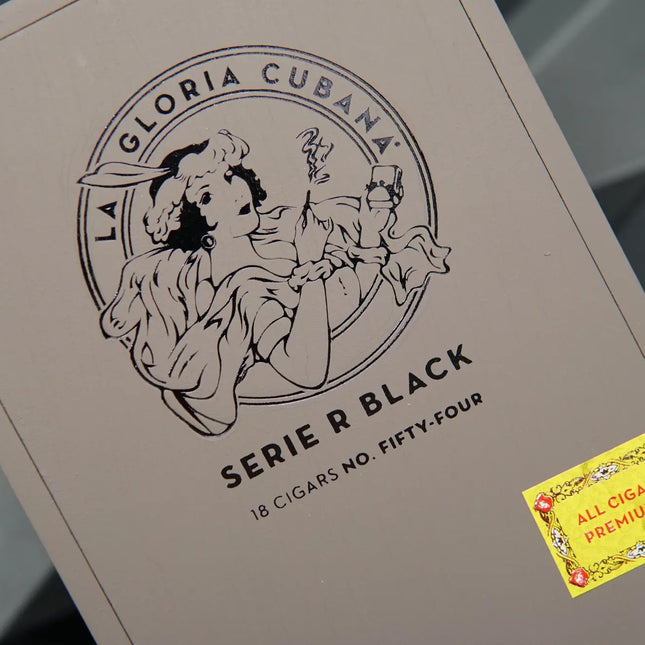 LA GLORIA CUBANA
SERIE R BLACK
18 CIGARS NO. FIFTY-FOUR
ALL CIGA
PREMIU